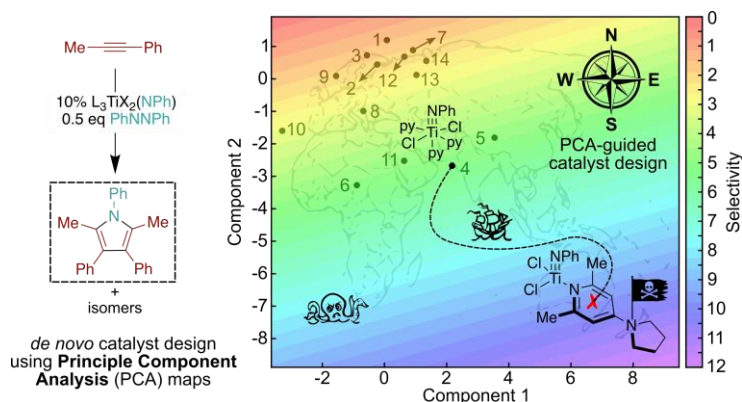 Me
Ph
10% L3TiX2(NPh)
0.5 eq PhNNPh
Ph
N
Me
Me
Ph
Ph
+
isomers
de novo catalyst design
using Principle Component
Analysis (PCA) maps
Component 2
1
0
-1
-2
-3
-4
-5
-6
-7
-8
1
3
7
9
2
12
14
13
8
10
11
6
5
4
NPh
py
Ti
Cl
Cl
py
py
N
W
E
S
PCA-guided
catalyst design
NPh
Cl
Ti
Cl
Me
N
x
Me
N
-2
0
2
4
6
8
Component 1
0
1
2
3
4
5
6
7
8
9
10
11
12
Selectivity